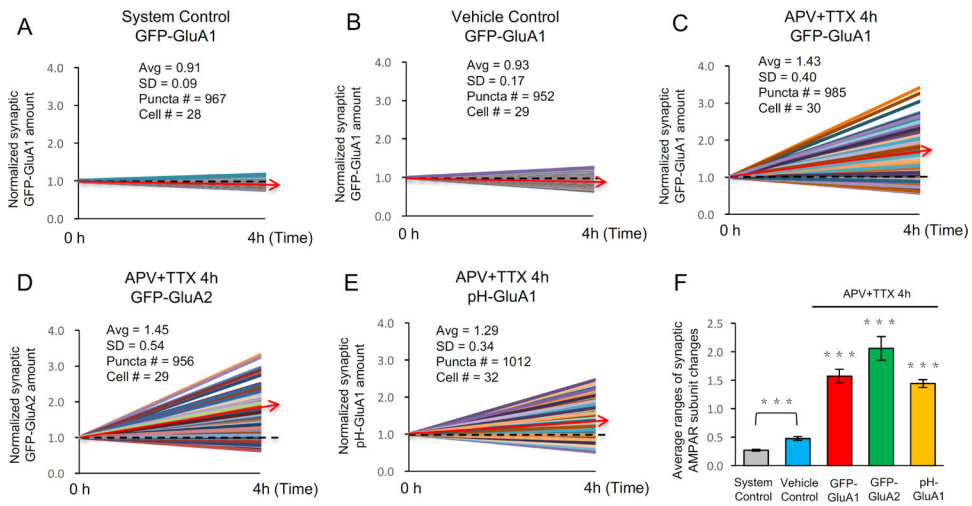 A
System Control
GFP-GluA1
Normalized synaptic
GFP-GluA1 amount
4.0
3.0
2.0
1.0
0.0
Avg = 0.91
SD = 0.09
Puncta # = 967
Cell # = 28
0 h
4h (Time)
B
Vehicle Control
GFP-GluA1
Normalized synaptic
GFP-GluA1 amount
4.0
3.0
2.0
1.0
0.0
Avg = 0.93
SD = 0.17
Puncta # = 952
Cell # = 29
0 h
4h (Time)
C
APV+TTX 4h
GFP-GluA1
Normalized synaptic
GFP-GluA1 amount
4.0
3.0
2.0
1.0
0.0
Avg = 1.43
SD = 0.40
Puncta # = 985
Cell # = 30
0 h
4h (Time)
D
APV+TTX 4h
GFP-GluA2
Normalized synaptic
GFP-GluA2 amount
4.0
3.0
2.0
1.0
0.0
Avg = 1.45
SD = 0.54
Puncta # = 956
Cell # = 29
0 h
4h (Time)
E
APV+TTX 4h
pH-GluA1
Normalized synaptic
pH-GluA1 amount
4.0
3.0
2.0
1.0
0.0
Avg = 1.29
SD = 0.34
Puncta # = 1012
Cell # = 32
0 h
4h (Time)
F
APV+TTX 4h
Average ranges of synaptic
AMPAR subunit changes
2.5
2.0
1.5
1.0
0.5
0.0
* * *
* * *
* * *
* * *
System
Control
Vehicle
Control
GFP-
GluA1
GFP-
GluA2
pH-
GluA1